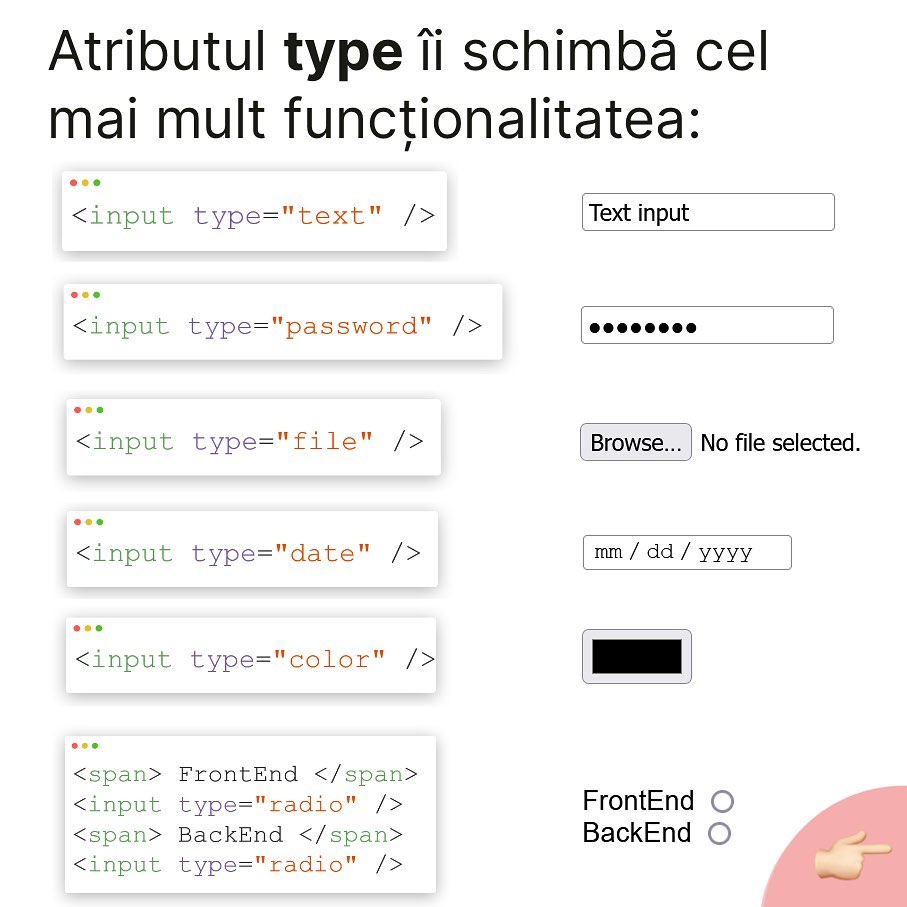 Atributul type îi schimbă cel
mai mult funcționalitatea:
<input type="text" />
Text input
<input type="password" />
<input type="file" />
Browse... No file selected.
<input type="date" />
mm / dd / yyyy
<input type="color" />
<span> FrontEnd </span>
<input type="radio" />
<span> BackEnd </span>
<input type="radio" />
FrontEnd
BackEnd